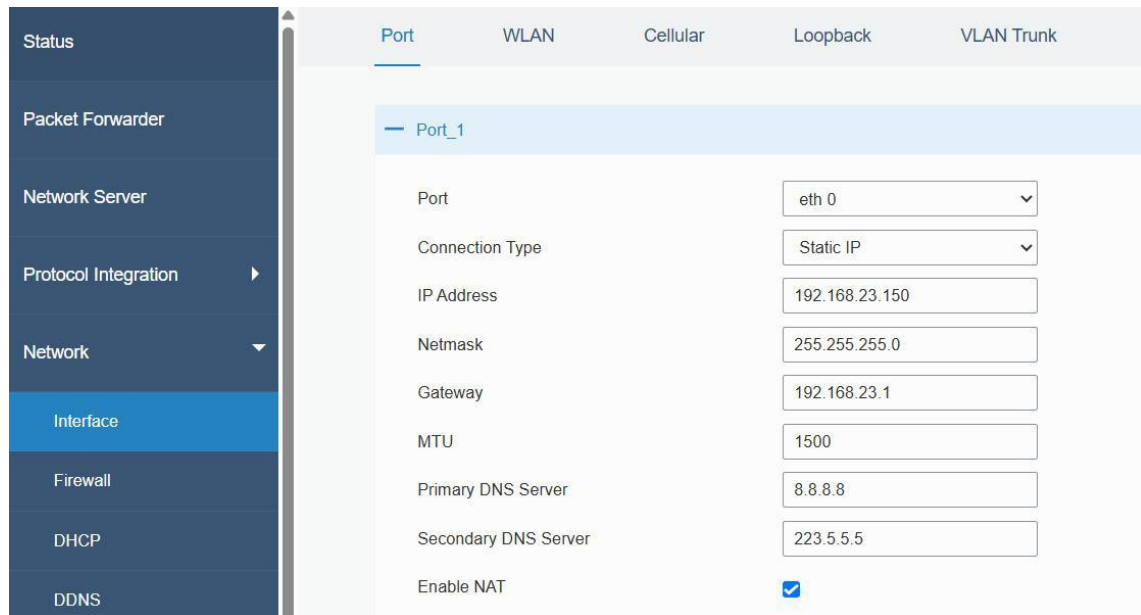 Status
Packet Forwarder
Network Server
Protocol Integration
Network
Interface
Firewall
DHCP
DDNS
Port WLAN Cellular Loopback VLAN Trunk
Port_1
Port eth 0
Connection Type Static IP
IP Address 192.168.23.150
Netmask 255.255.255.0
Gateway 192.168.23.1
MTU 1500
Primary DNS Server 8.8.8.8
Secondary DNS Server 223.5.5.5
Enable NAT